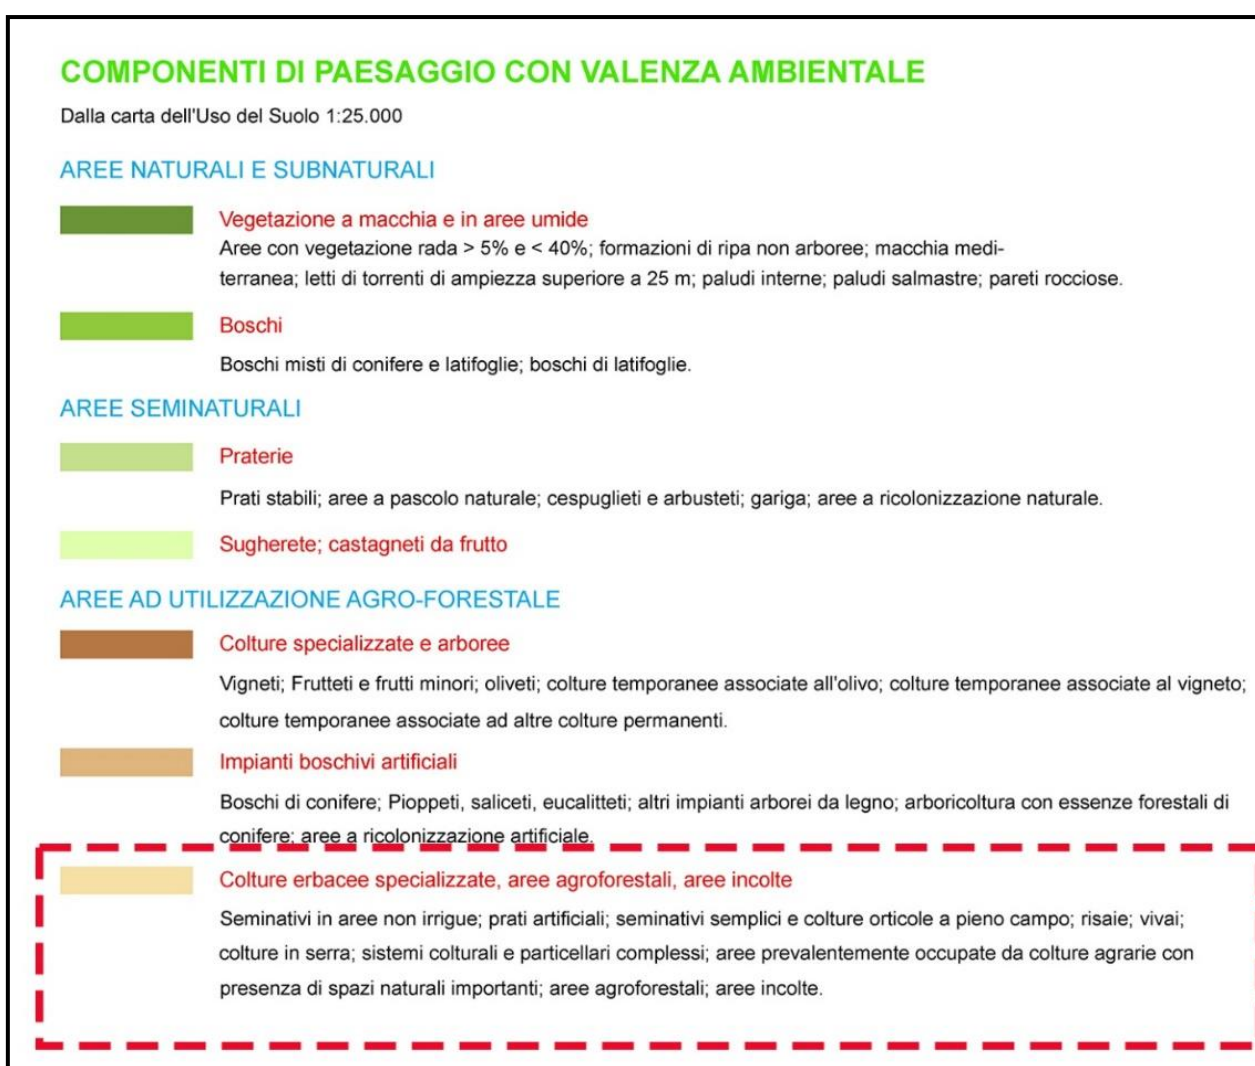 COMPONENTI DI PAESAGGIO CON VALENZA AMBIENTALE
Dalla carta dell'Uso del Suolo 1:25.000
AREE NATURALI E SUBNATURALI
Vegetazione a macchia e in aree umide
Aree con vegetazione rada > 5% e < 40%; formazioni di ripa non arboree; macchia medi-
terranea; letti di torrenti di ampiezza superiore a 25 m; paludi interne; paludi salmastre; pareti rocciose.
Boschi
Boschi misti di conifere e latifoglie; boschi di latifoglie.
AREE SEMINATURALI
Praterie
Prati stabili; aree a pascolo naturale; cespuglieti e arbusteti; gariga; aree a ricolonizzazione naturale.
Sugherete; castagneti da frutto
AREE AD UTILIZZAZIONE AGRO-FORESTALE
Colture specializzate e arboree
Vigneti; Frutteti e frutti minori; oliveti; colture temporanee associate all'olivo; colture temporanee associate al vigneto;
colture temporanee associate ad altre colture permanenti.
Impianti boschivi artificiali
Boschi di conifere; Pioppeti, saliceti, eucalitteti; altri impianti arborei da legno; arboricoltura con essenze forestali di
conifere; aree a ricolonizzazione artificiale.
Colture erbacee specializzate, aree agroforestali, aree incolte
Seminativi in aree non irrigue; prati artificiali; seminativi semplici e colture orticole a pieno campo; risaie; vivai;
colture in serra; sistemi colturali e particellari complessi; aree prevalentemente occupate da colture agrarie con
presenza di spazi naturali importanti; aree agroforestali; aree incolte.